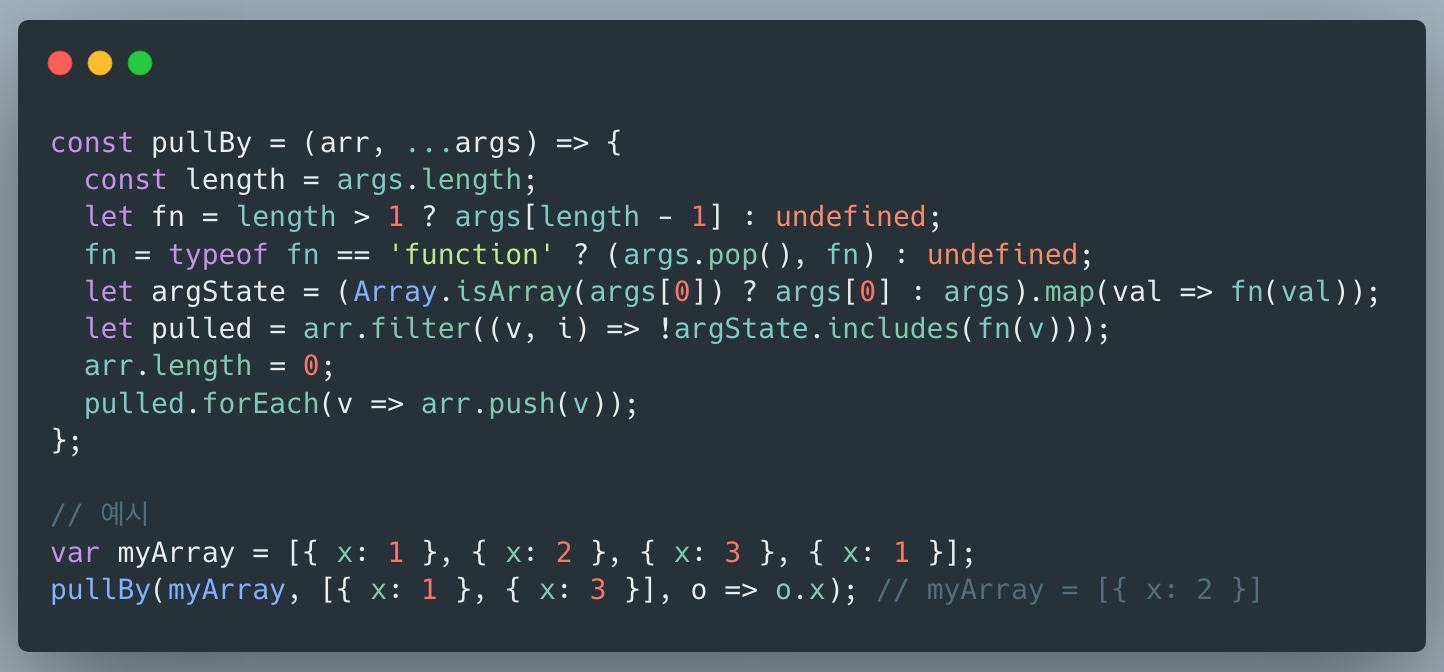 const pullBy = (arr, ...args) => {
  const length = args.length;
  let fn = length > 1 ? args[length - 1] : undefined;
  fn = typeof fn == 'function' ? (args.pop(), fn) : undefined;
  let argState = (Array.isArray(args[0]) ? args[0] : args).map(val => fn(val));
  let pulled = arr.filter((v, i) => !argState.includes(fn(v)));
  arr.length = 0;
  pulled.forEach(v => arr.push(v));
};

// 예시
var myArray = [{ x: 1 }, { x: 2 }, { x: 3 }, { x: 1 }];
pullBy(myArray, [{ x: 1 }, { x: 3 }], o => o.x); // myArray = [{ x: 2 }]